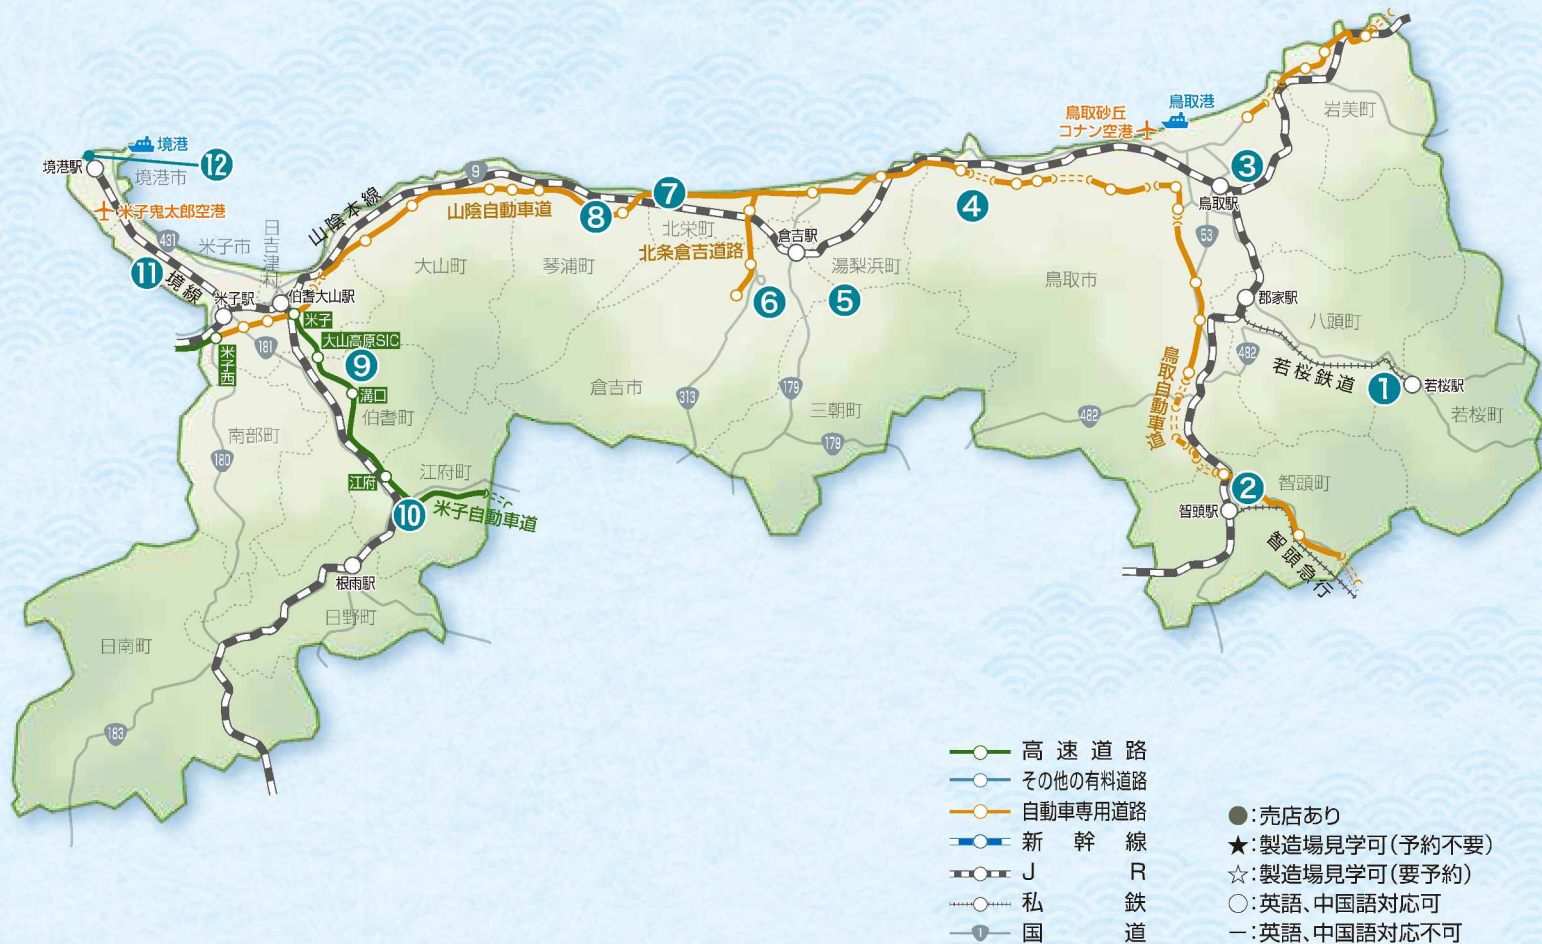 岩美町
鳥取港
鳥取砂丘
コナン空港
境港
境港駅
境港市
⑫
③
鳥取駅
⑦
⑧
④
9
山陰本線
山陰自動車道
米子鬼太郎空港
431
米子市
日吉津村
大山町
琴浦町
北栄町
北条倉吉道路
倉吉駅
湯梨浜町
鳥取市
53
⑪
境線
米子駅
伯耆大山駅
米子
⑥
⑤
郡家駅
八頭町
大山高原SIC
米子西
181
⑨
溝口
伯耆町
倉吉市
313
179
三朝町
179
482
482
鳥取自動車道
若桜鉄道
①
若桜駅
若桜町
南部町
180
江府町
江府
⑩
米子自動車道
②
智頭町
智頭駅
智頭急行
根雨駅
日野町
日南町
183
高速道路
その他の有料道路
自動車専用道路
新幹線
JR
私鉄
1
国道
●:売店あり
★:製造場見学可(予約不要)
☆:製造場見学可(要予約)
○:英語、中国語対応可
−:英語、中国語対応不可